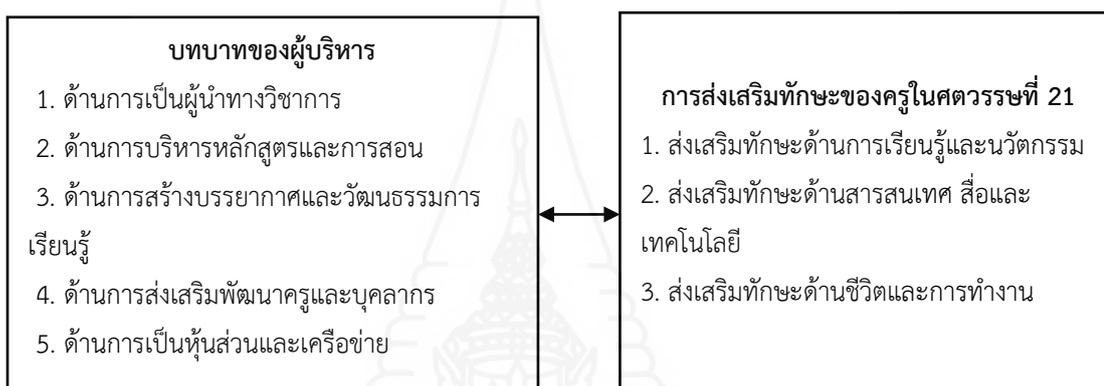 บทบาทของผู้บริหาร
1. ด้านการเป็นผู้นำทางวิชาการ
2. ด้านการบริหารหลักสูตรและการสอน
3. ด้านการสร้างบรรยากาศและวัฒนธรรมการ
เรียนรู้
4. ด้านการส่งเสริมพัฒนาครูและบุคลากร
5. ด้านการเป็นหุ้นส่วนและเครือข่าย
การส่งเสริมทักษะของครูในศตวรรษที่ 21
1. ส่งเสริมทักษะด้านการเรียนรู้และนวัตกรรม
2. ส่งเสริมทักษะด้านสารสนเทศ สื่อและ
เทคโนโลยี
3. ส่งเสริมทักษะด้านชีวิตและการทำงาน